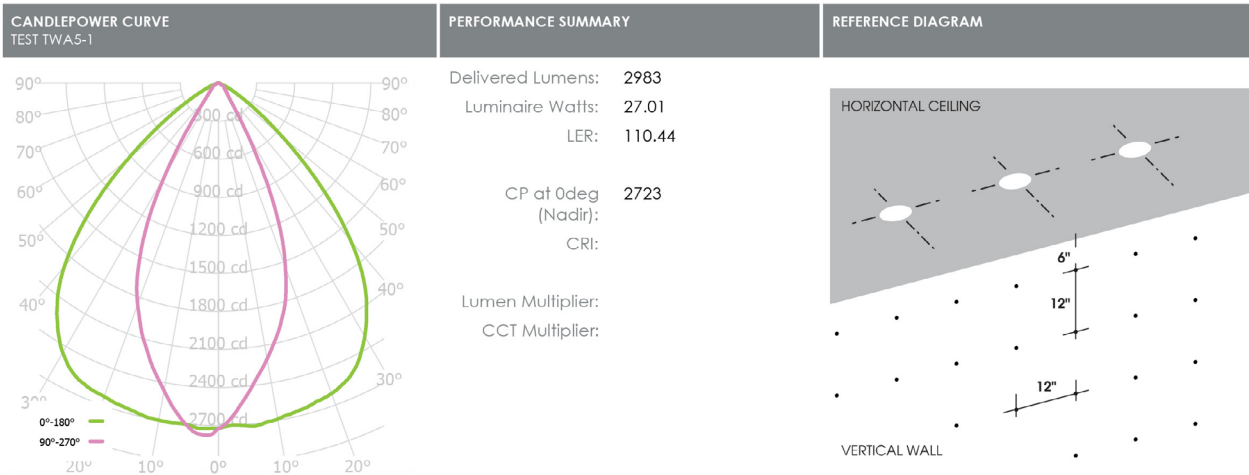 CANDLEPOWER CURVE
TEST TWA5-1
PERFORMANCE SUMMARY
REFERENCE DIAGRAM
90° 90°
80° 80°
70° 70°
60° 60°
50° 50°
40° 40°
30°
20° 10° 0° 10° 20°
300 cd
600 cd
900 cd
1200 cd
1500 cd
1800 cd
2100 cd
2400 cd
2700 cd
0°-180°
90°-270°
Delivered Lumens: 2983
Luminaire Watts: 27.01
LER: 110.44
CP at 0deg 2723
(Nadir):
CRI:
Lumen Multiplier:
CCT Multiplier:
HORIZONTAL CEILING
6"
12"
12"
VERTICAL WALL